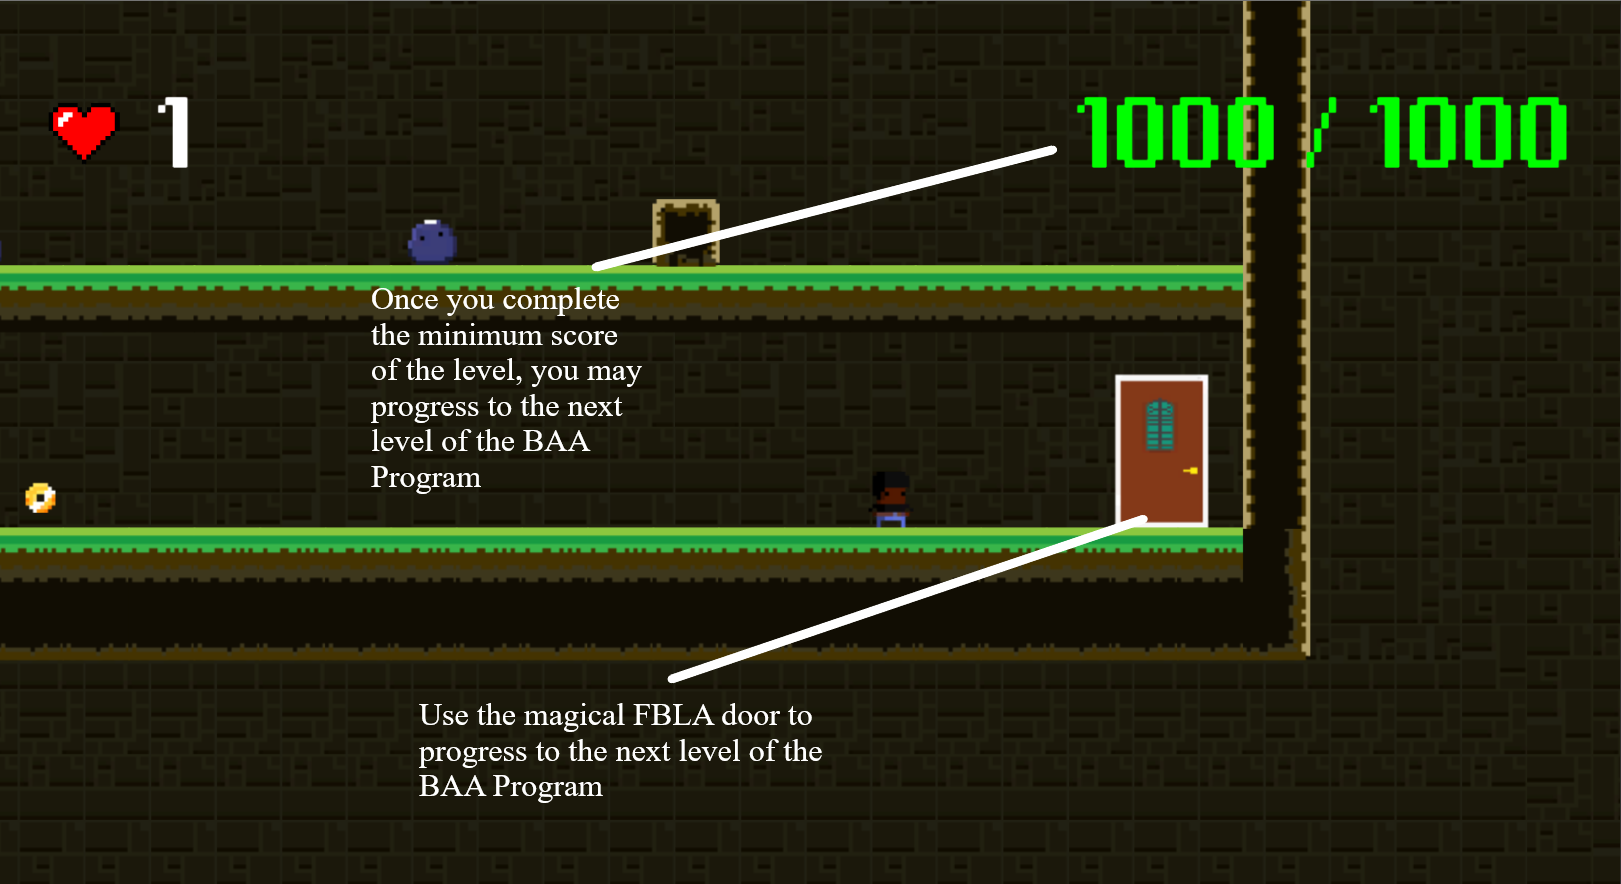 1
1000 / 1000
Once you complete
the minimum score
of the level, you may
progress to the next
level of the BAA
Program
Use the magical FBLA door to
progress to the next level of the
BAA Program